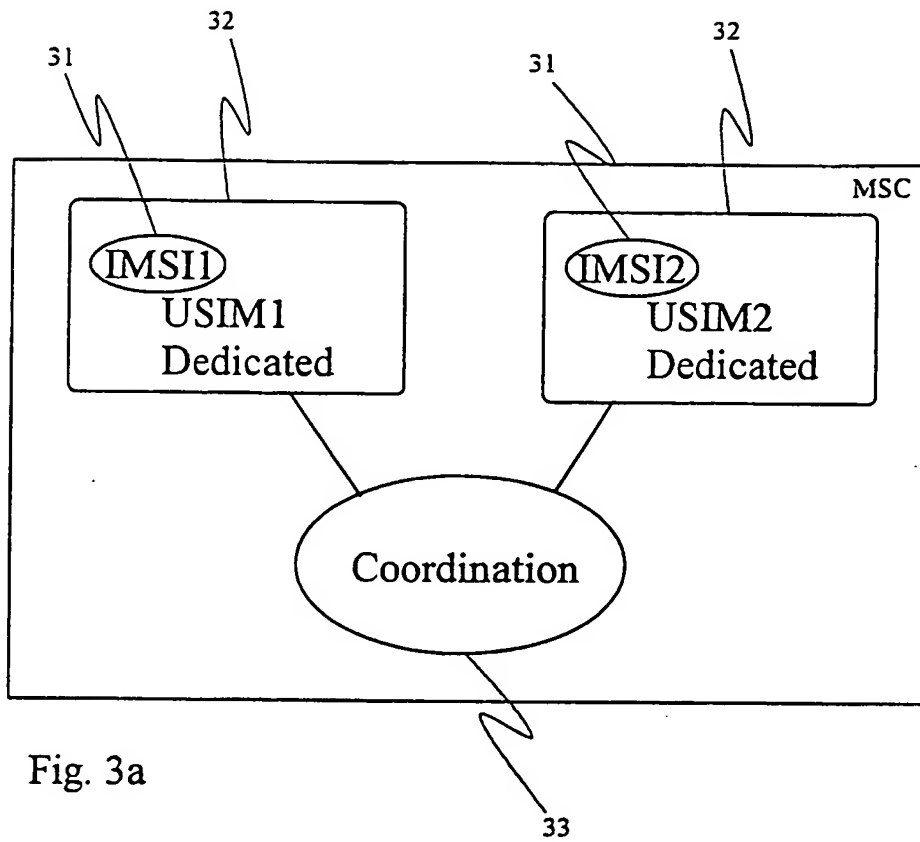 31
32
31
32
MSC
IMSI1
USIM1
Dedicated
IMSI2
USIM2
Dedicated
Coordination
Fig. 3a
33